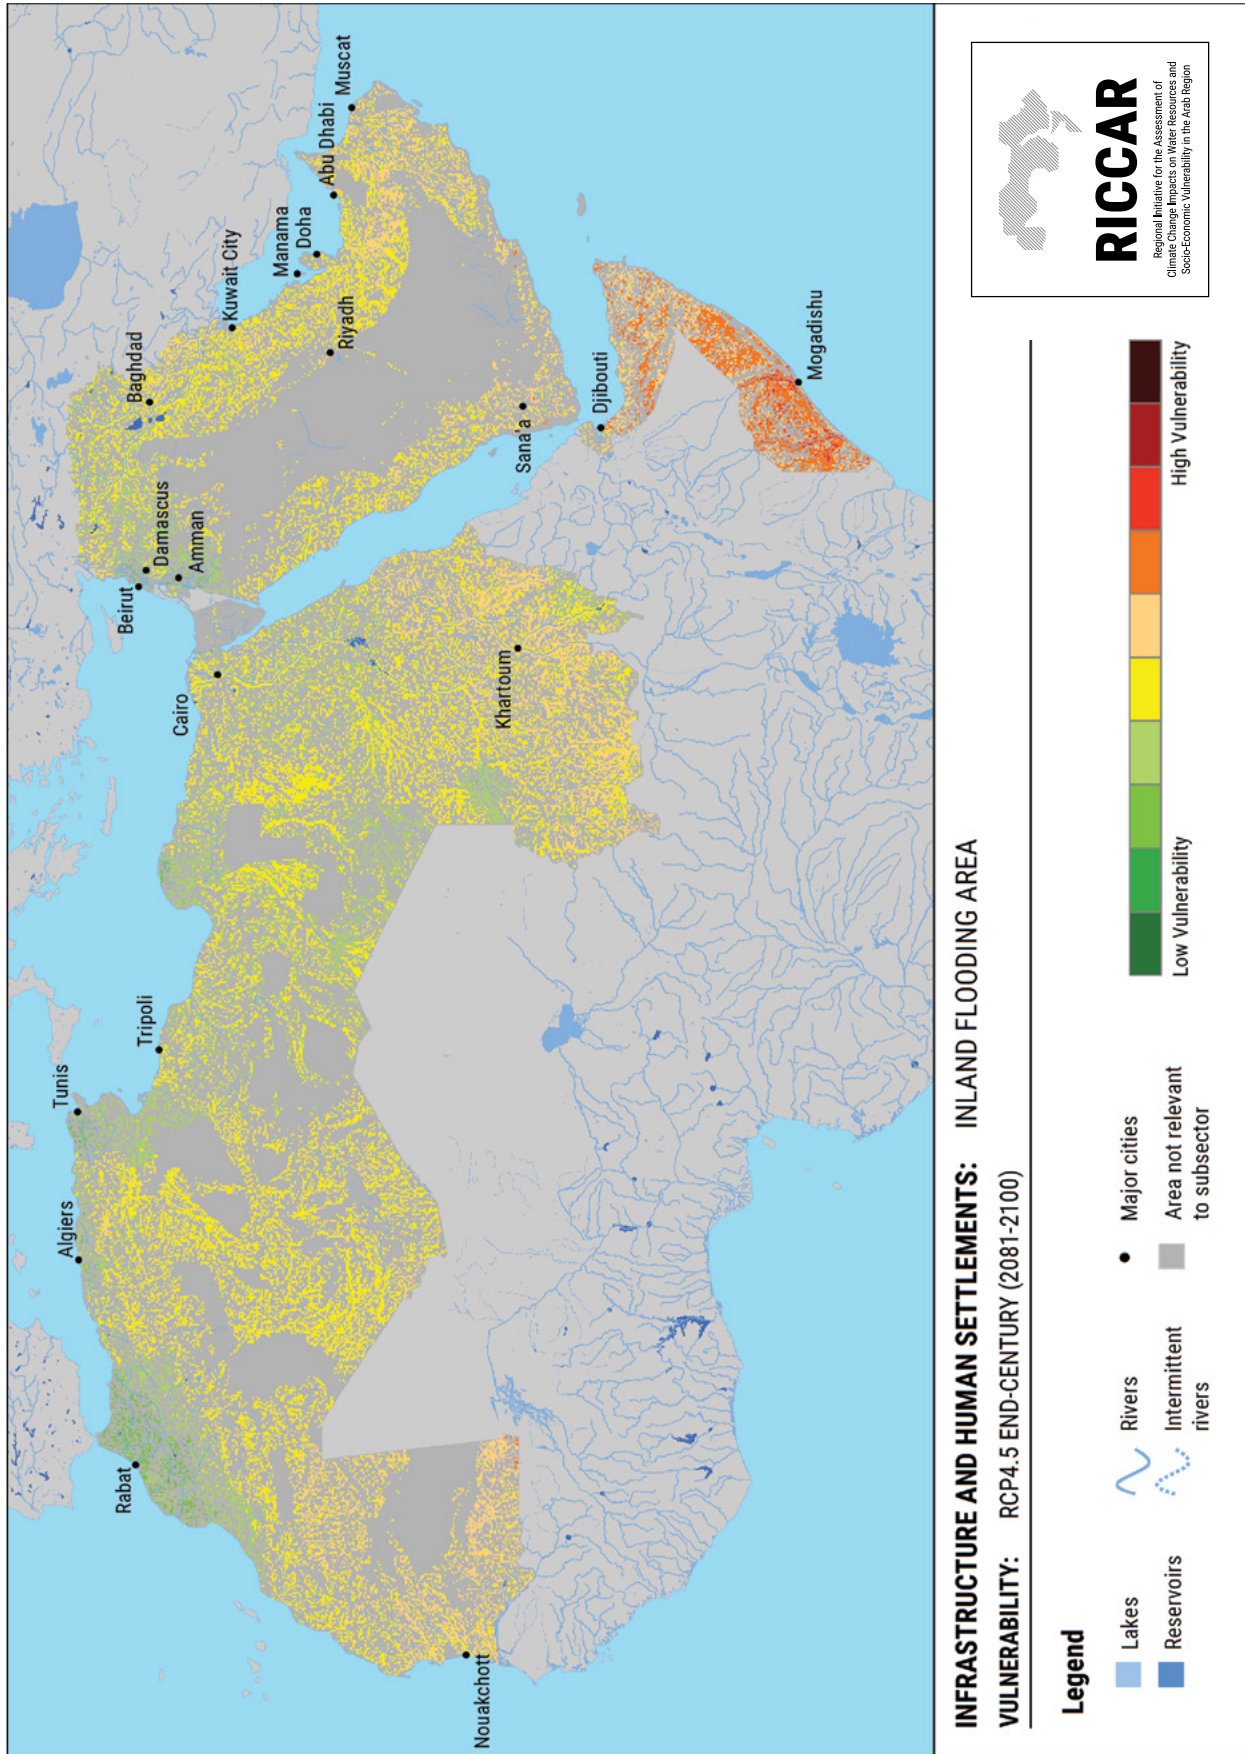 Rabat
Algiers
Tunis
Tripoli
Cairo
Beirut
Damascus
Amman
Baghdad
Kuwait City
Manama
Doha
Riyadh
Abu Dhabi
Muscat
Nouakchott
Khartoum
Sana'a
Djibouti
Mogadishu
INFRASTRUCTURE AND HUMAN SETTLEMENTS: INLAND FLOODING AREA
VULNERABILITY: RCP4.5 END-CENTURY (2081-2100)
Legend
Lakes
Reservoirs
Rivers
Intermittent
rivers
Major cities
Area not relevant
to subsector
Low Vulnerability
High Vulnerability
RICCAR
Regional Initiative for the Assessment of
Climate Change Impacts on Water Resources and
Socio-Economic Vulnerability in the Arab Region